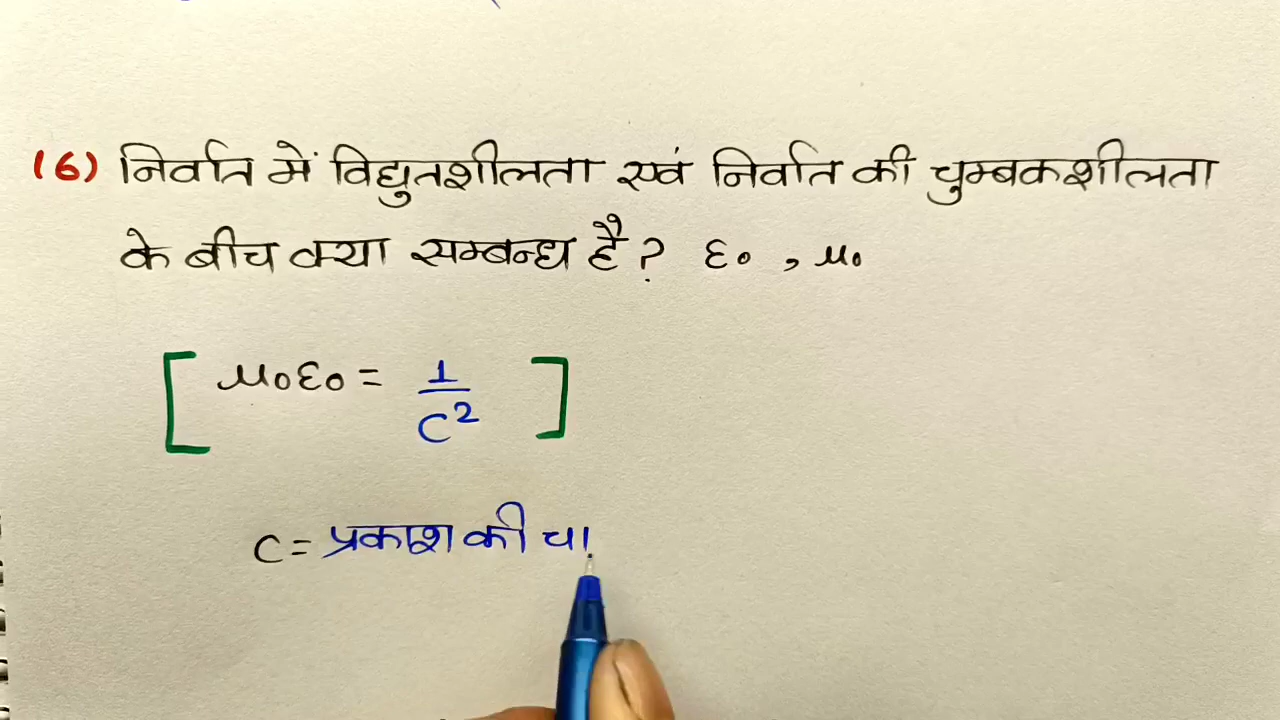 (6) निर्वात में विद्युतशीलता एवं निर्वात की चुम्बकशीलता
के बीच क्या सम्बन्ध है? ε₀ , μ₀
[ μ₀ε₀ = 1/c² ]
c = प्रकाश की चा